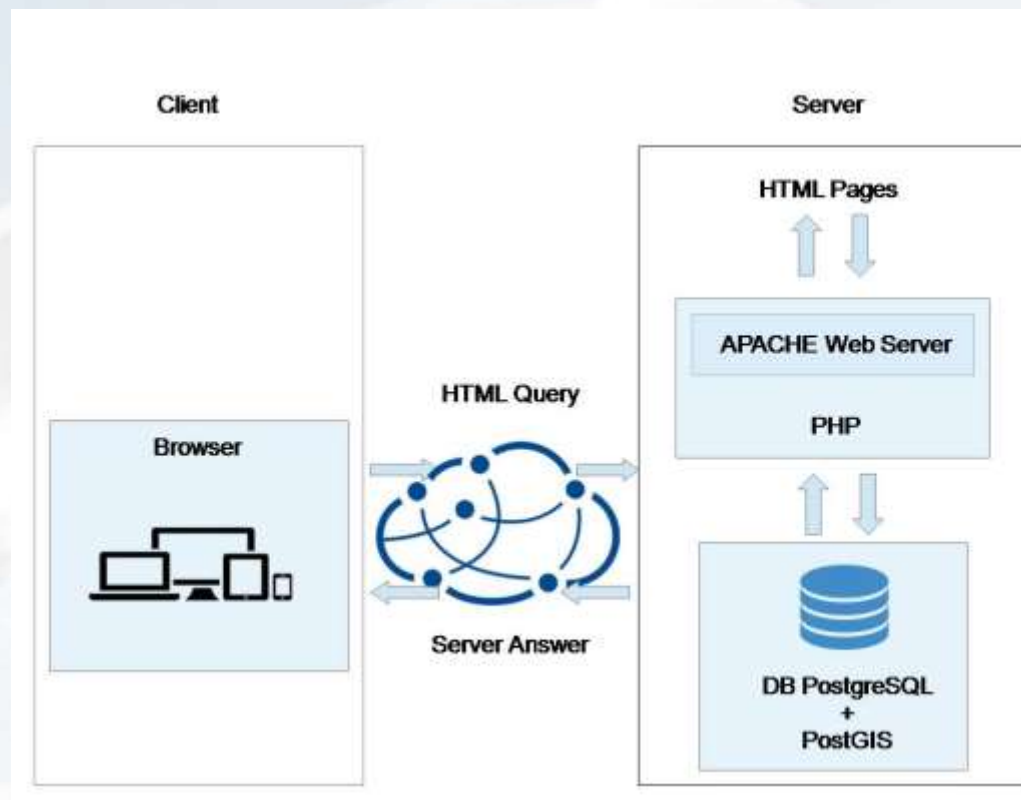 Client
Server
HTML Pages
APACHE Web Server
PHP
HTML Query
Browser
Server Answer
DB PostgreSQL
+
PostGIS